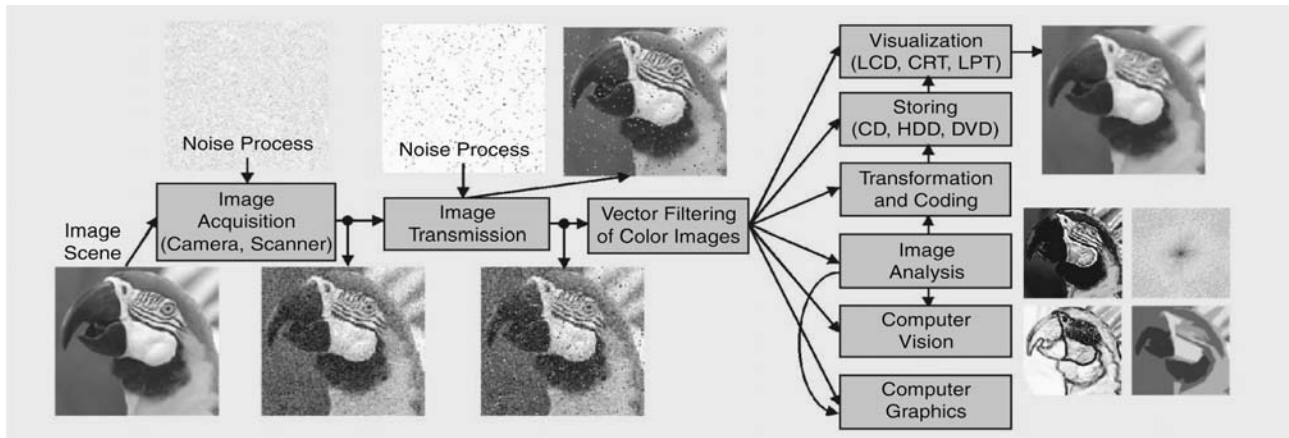 Noise Process
Noise Process
Image
Scene
Image
Acquisition
(Camera, Scanner)
Image
Transmission
Vector Filtering
of Color Images
Visualization
(LCD, CRT, LPT)
Storing
(CD, HDD, DVD)
Transformation
and Coding
Image
Analysis
Computer
Vision
Computer
Graphics